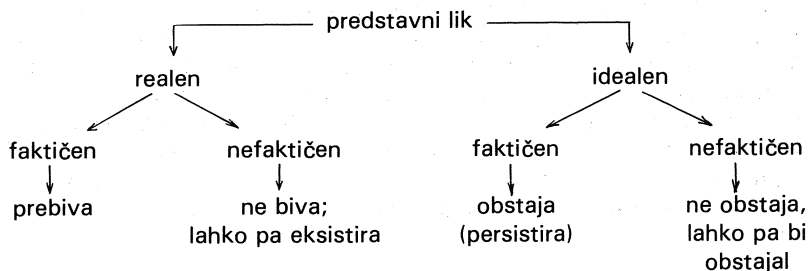 predstavni lik
realen
idealen
faktičen
nefaktičen
faktičen
nefaktičen
prebiva
ne biva;
lahko pa eksistira
obstaja
(persistira)
ne obstaja,
lahko pa bi
obstajal